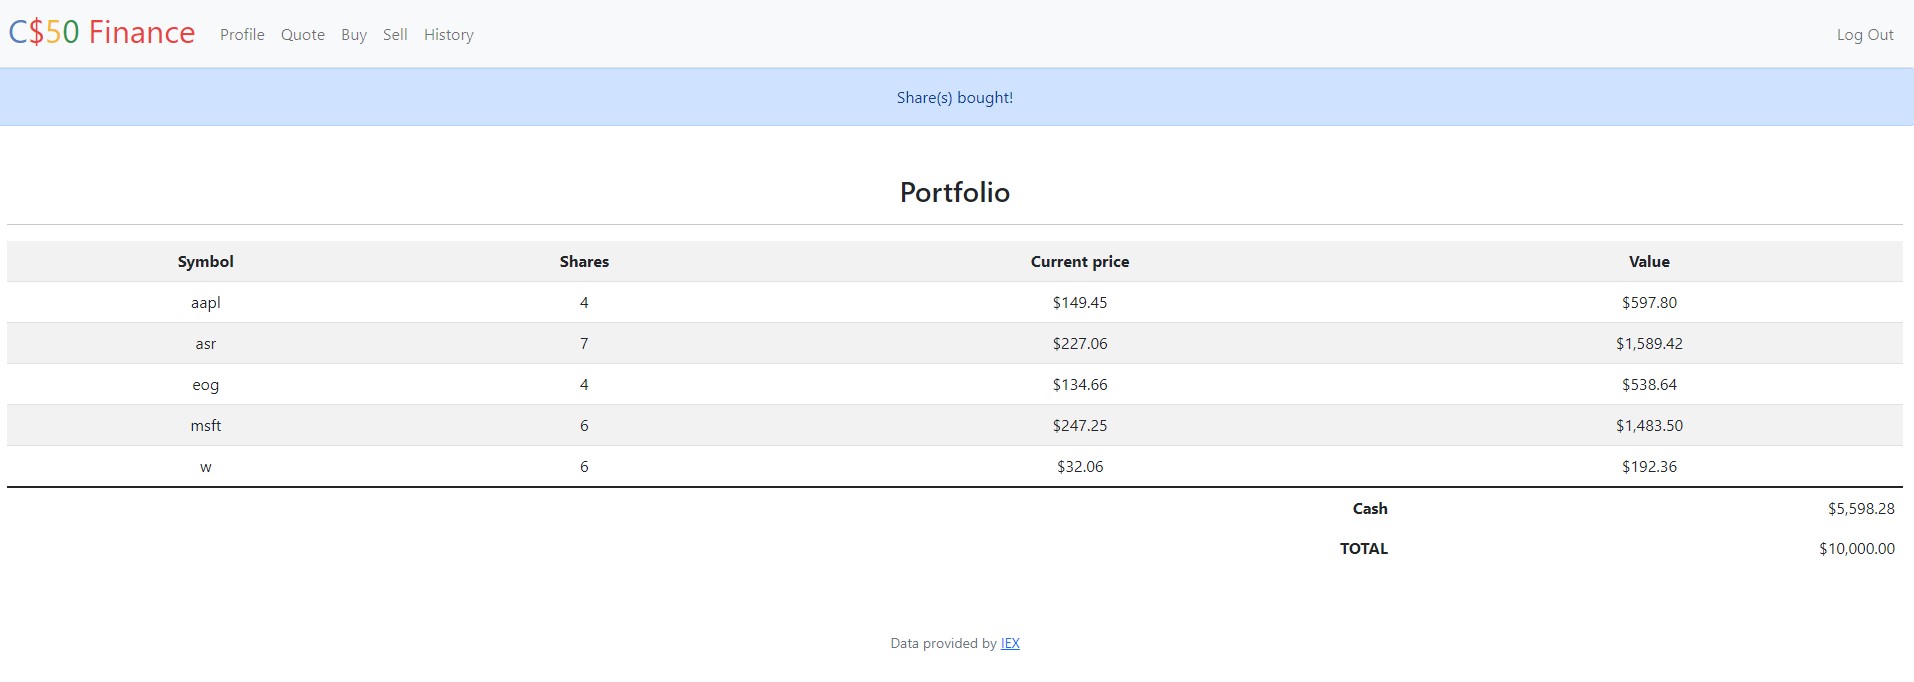 C$50 Finance Profile Quote Buy Sell History Log Out
Share(s) bought!
Portfolio
Symbol Shares Current price Value
aapl 4 $149.45 $597.80
asr 7 $227.06 $1,589.42
eog 4 $134.66 $538.64
msft 6 $247.25 $1,483.50
w 6 $32.06 $192.36
Cash $5,598.28
TOTAL $10,000.00
Data provided by IEX